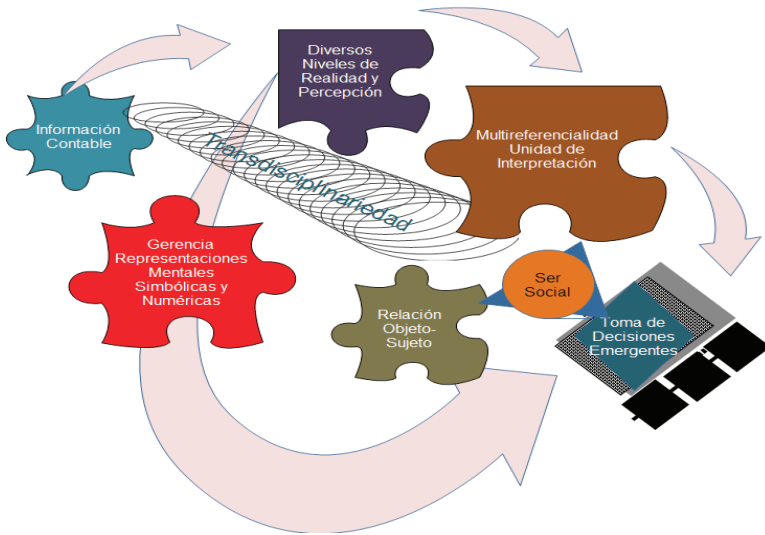 Diversos
Niveles de
Realidad y
Percepción
Información
Contable
Multireferencialidad
Unidad de
Interpretación
Transdisciplinariedad
Gerencia
Representaciones
Mentales
Simbólicas y
Numéricas
Ser
Social
Relación
Objeto-
Sujeto
Toma de
Decisiones
Emergentes